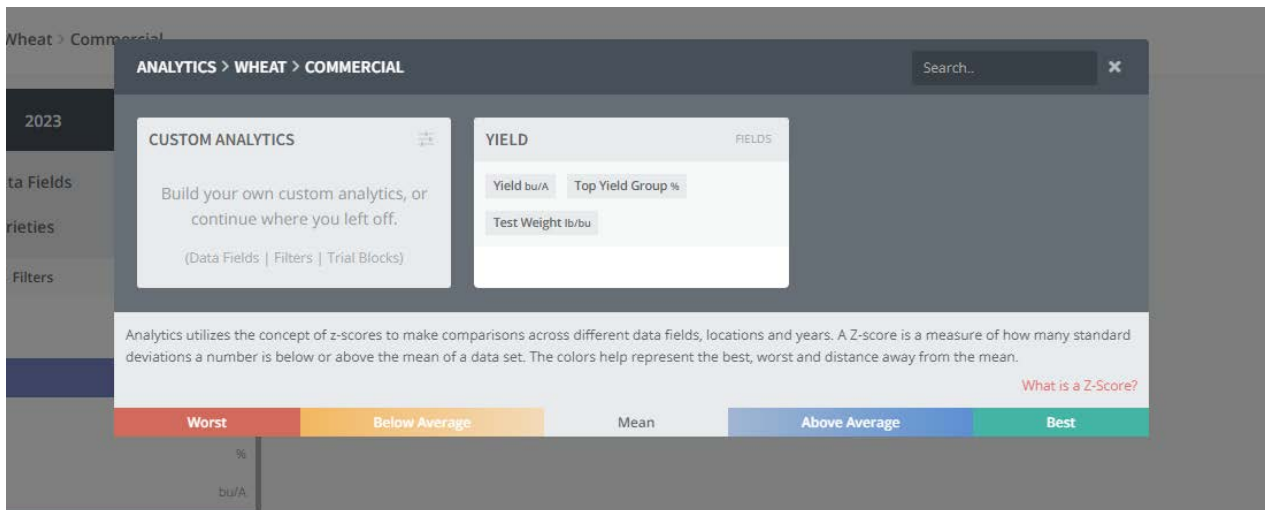 Wheat > Commercial
ANALYTICS > WHEAT > COMMERCIAL
Search..
2023
CUSTOM ANALYTICS
YIELD
FIELDS
Build your own custom analytics, or
continue where you left off.
(Data Fields | Filters | Trial Blocks)
Yield bu/A
Top Yield Group %
Test Weight lb/bu
ta Fields
rieties
Filters
Analytics utilizes the concept of z-scores to make comparisons across different data fields, locations and years. A Z-score is a measure of how many standard
deviations a number is below or above the mean of a data set. The colors help represent the best, worst and distance away from the mean.
What is a Z-Score?
Worst
Below Average
Mean
Above Average
Best
%
bu/A